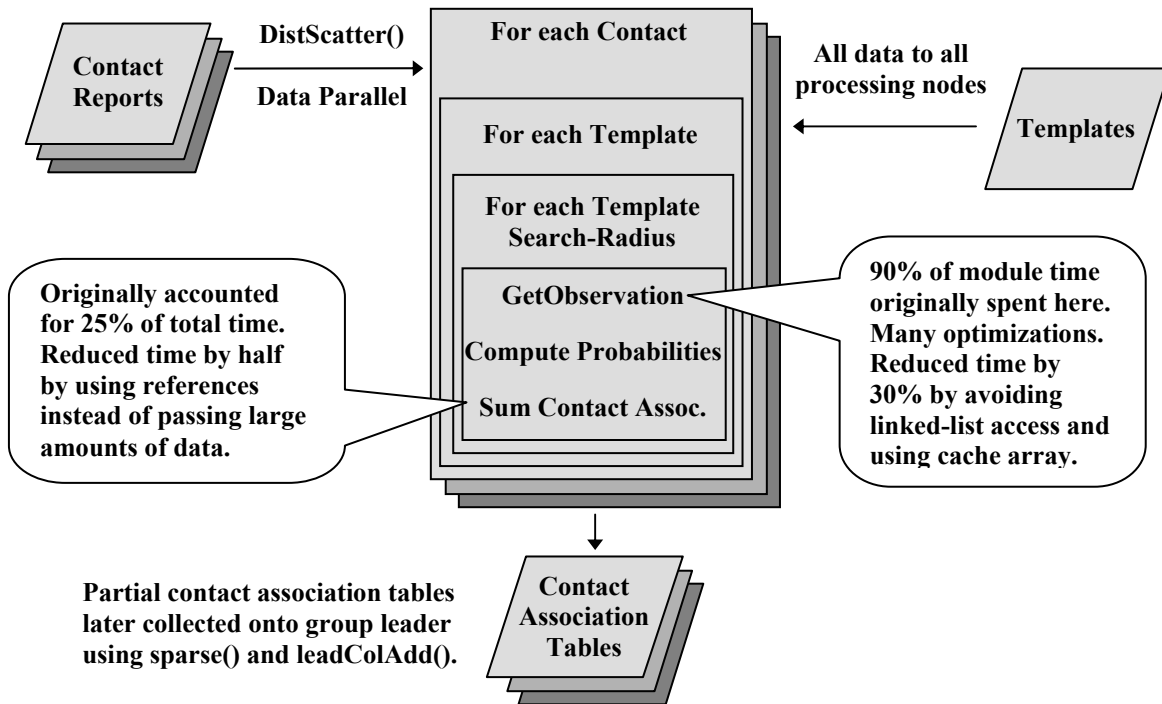 DistScatter()
Data Parallel
Contact
Reports
For each Contact
All data to all
processing nodes
Templates
For each Template
For each Template
Search-Radius
GetObservation
Compute Probabilities
Sum Contact Assoc.
Originally accounted
for 25% of total time.
Reduced time by half
by using references
instead of passing large
amounts of data.
90% of module time
originally spent here.
Many optimizations.
Reduced time by
30% by avoiding
linked-list access and
using cache array.
Partial contact association tables
later collected onto group leader
using sparse() and leadColAdd().
Contact
Association
Tables